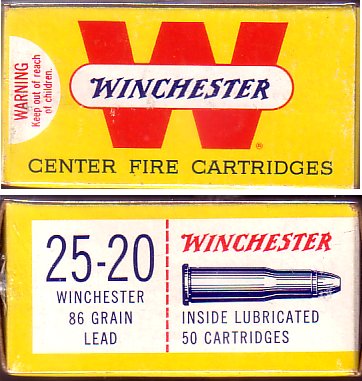 WARNING
Keep out of reach
of children.
W
WINCHESTER
CENTER FIRE CARTRIDGES
25-20
WINCHESTER
86 GRAIN
LEAD
WINCHESTER
INSIDE LUBRICATED
50 CARTRIDGES